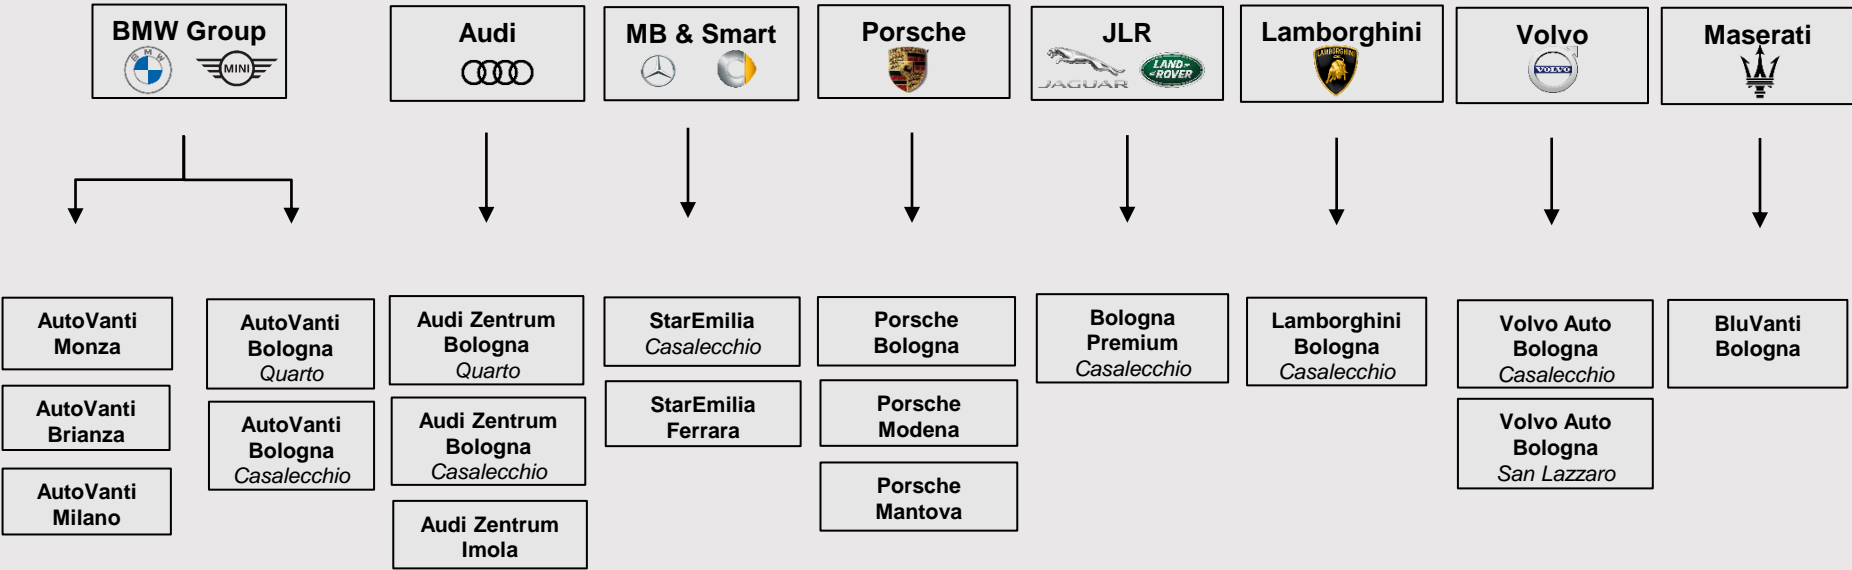 BMW Group
BMW
MINI
Audi
MB & Smart
Porsche
JLR
JAGUAR
LAND-
-ROVER
Lamborghini
LAMBORGHINI
Volvo
VOLVO
Maserati
AutoVanti
Monza
AutoVanti
Brianza
AutoVanti
Milano
AutoVanti
Bologna
Quarto
AutoVanti
Bologna
Casalecchio
Audi Zentrum
Bologna
Quarto
Audi Zentrum
Bologna
Casalecchio
Audi Zentrum
Imola
StarEmilia
Casalecchio
StarEmilia
Ferrara
Porsche
Bologna
Porsche
Modena
Porsche
Mantova
Bologna
Premium
Casalecchio
Lamborghini
Bologna
Casalecchio
Volvo Auto
Bologna
Casalecchio
Volvo Auto
Bologna
San Lazzaro
BluVanti
Bologna